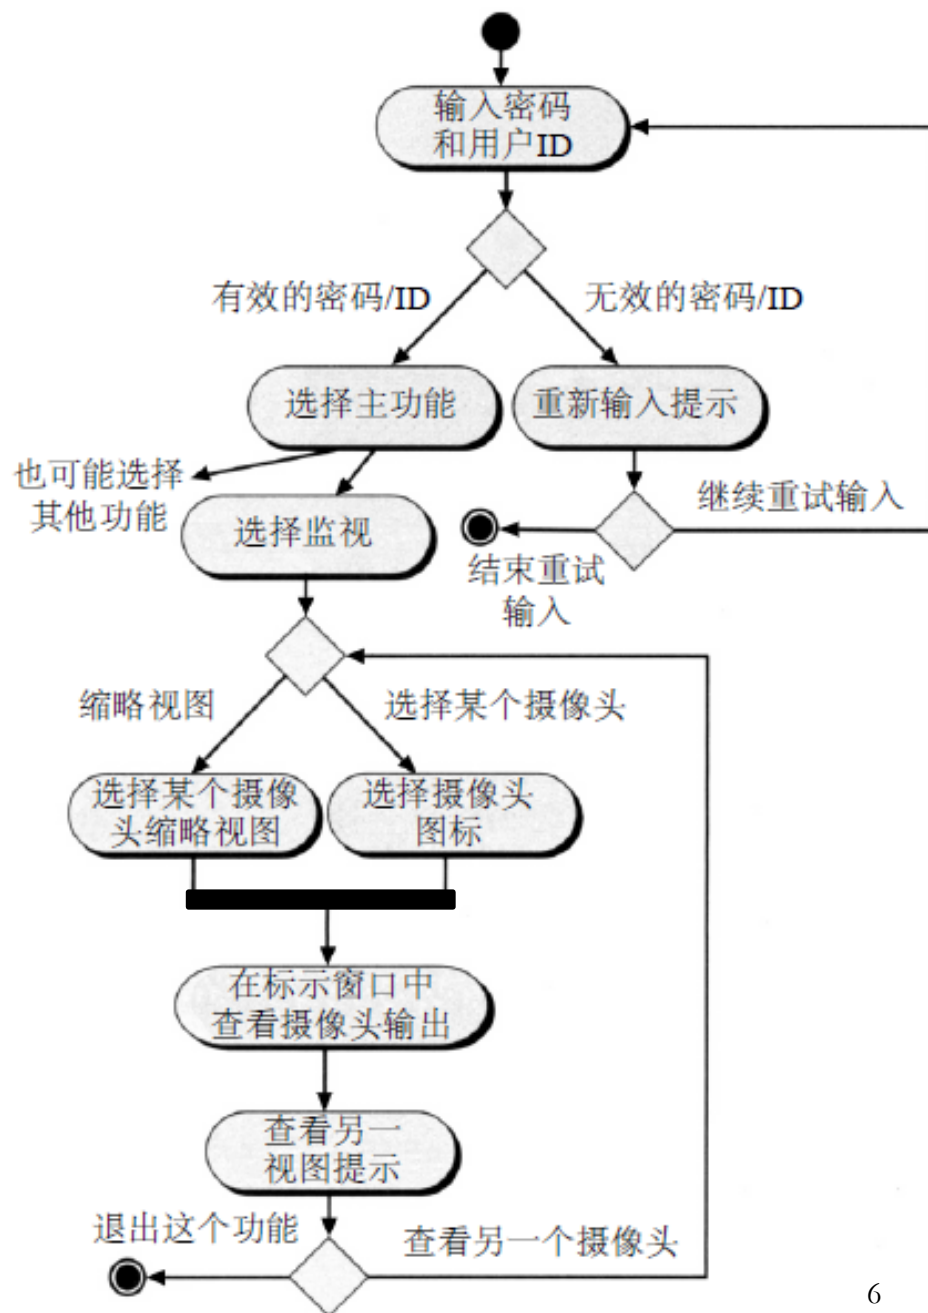 输入密码
和用户ID
有效的密码/ID
无效的密码/ID
选择主功能
重新输入提示
也可能选择
其他功能
选择监视
继续重试输入
结束重试
输入
缩略视图
选择某个摄像头
选择某个摄像
头缩略视图
选择摄像头
图标
在标示窗口中
查看摄像头输出
查看另一
视图提示
退出这个功能
查看另一个摄像头
6